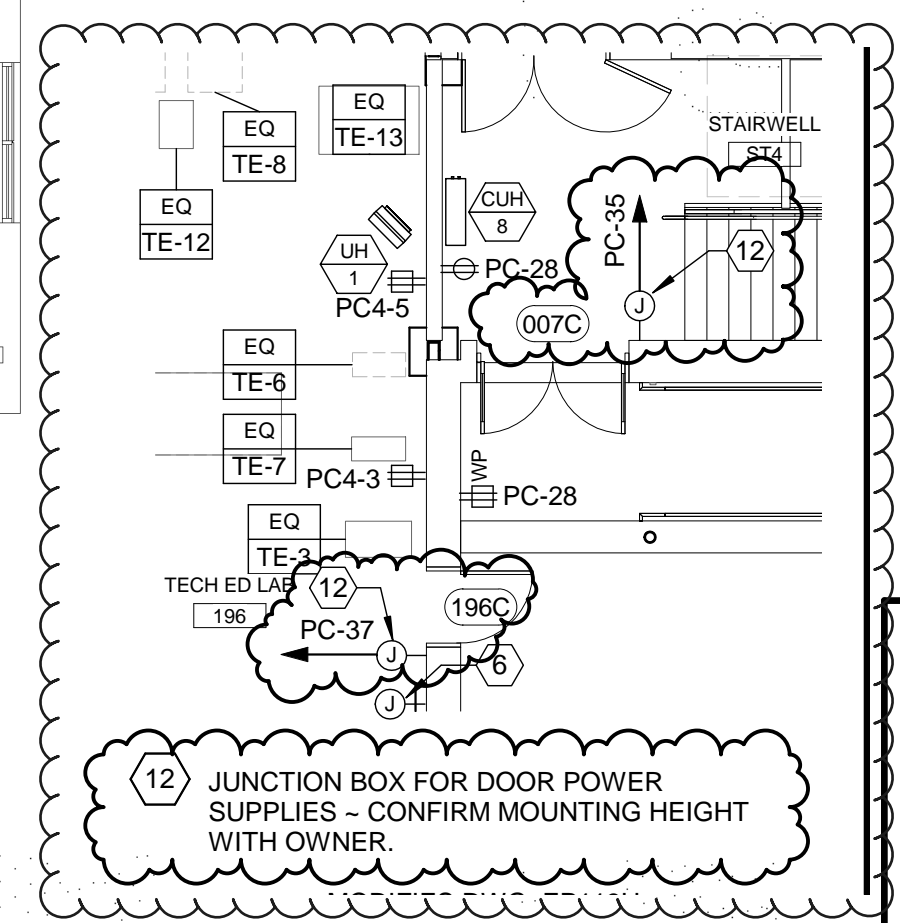 EQ
TE-8
EQ
TE-13
STAIRWELL
ST4
EQ
TE-12
CUH
8
PC-35
12
UH
1
PC-28
PC4-5
J
007C
EQ
TE-6
EQ
TE-7
PC4-3
WP
PC-28
EQ
TE-3
TECH ED LAB
196
12
196C
PC-37
J
6
J
12
JUNCTION BOX FOR DOOR POWER
SUPPLIES ~ CONFIRM MOUNTING HEIGHT
WITH OWNER.